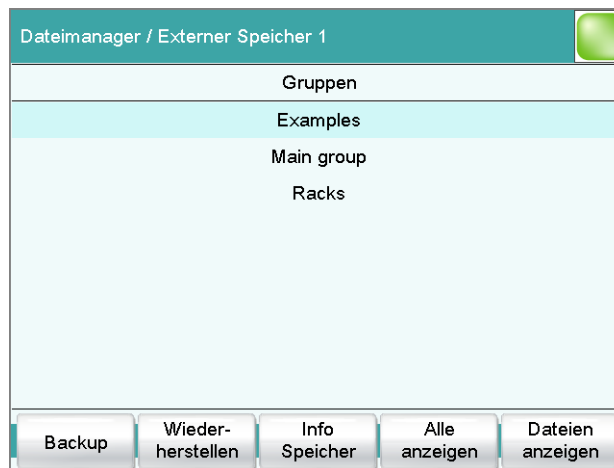 Dateimanager / Externer Speicher 1
Gruppen
Examples
Main group
Racks
Backup
Wieder-
herstellen
Info
Speicher
Alle
anzeigen
Dateien
anzeigen